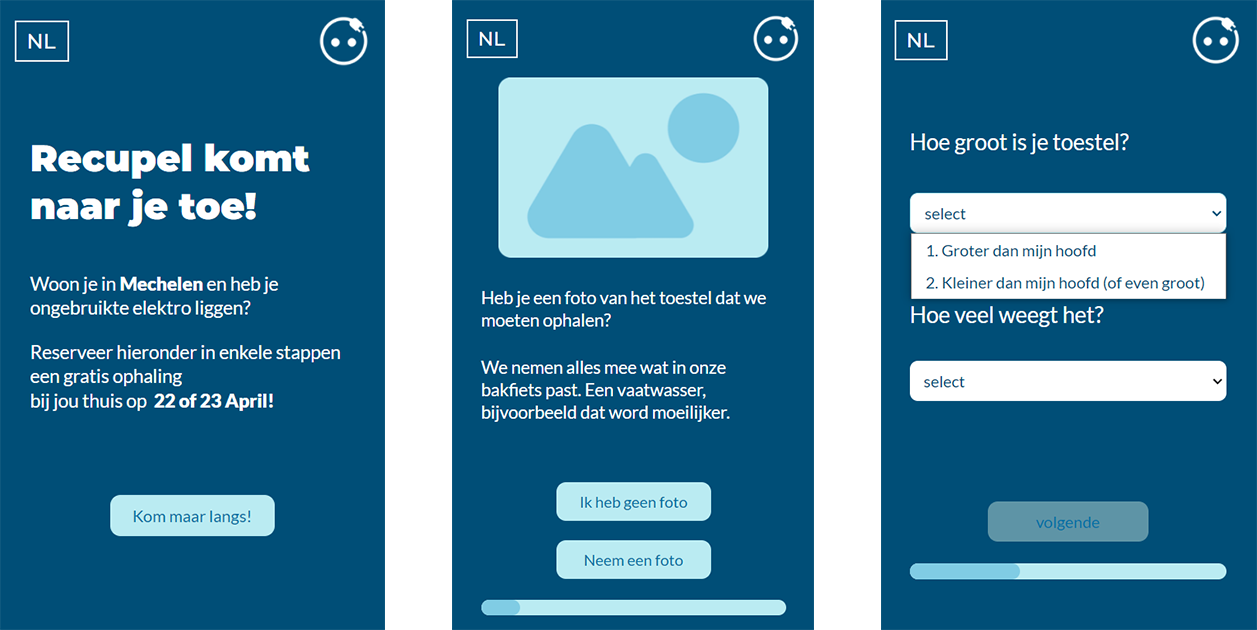 NL
Recupel komt
naar je toe!
Woon je in Mechelen en heb je
ongebruikte elektro liggen?
Reserveer hieronder in enkele stappen
een gratis ophaling
bij jou thuis op 22 of 23 April!
Kom maar langs!
NL
Heb je een foto van het toestel dat we
moeten ophalen?
We nemen alles mee wat in onze
bakfiets past. Een vaatwasser,
bijvoorbeeld dat word moeilijker.
Ik heb geen foto
Neem een foto
NL
Hoe groot is je toestel?
select
1. Groter dan mijn hoofd
2. Kleiner dan mijn hoofd (of even groot)
Hoe veel weegt het?
select
volgende